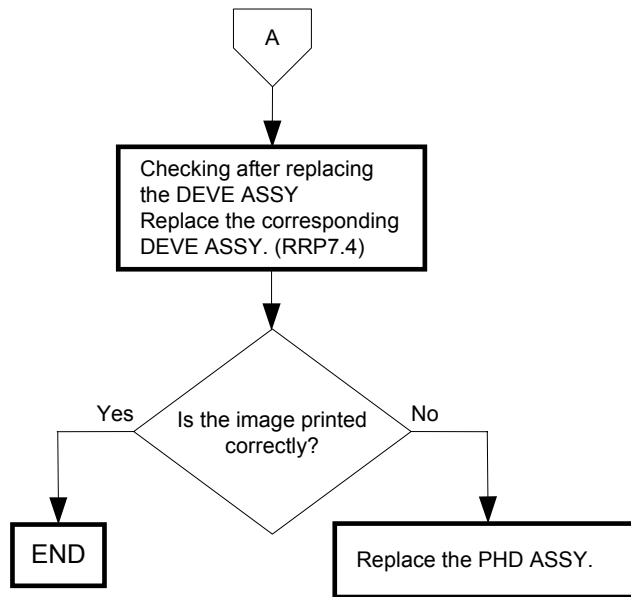 A
Checking after replacing
the DEVE ASSY
Replace the corresponding
DEVE ASSY. (RRP7.4)
Yes
Is the image printed
correctly?
No
END
Replace the PHD ASSY.